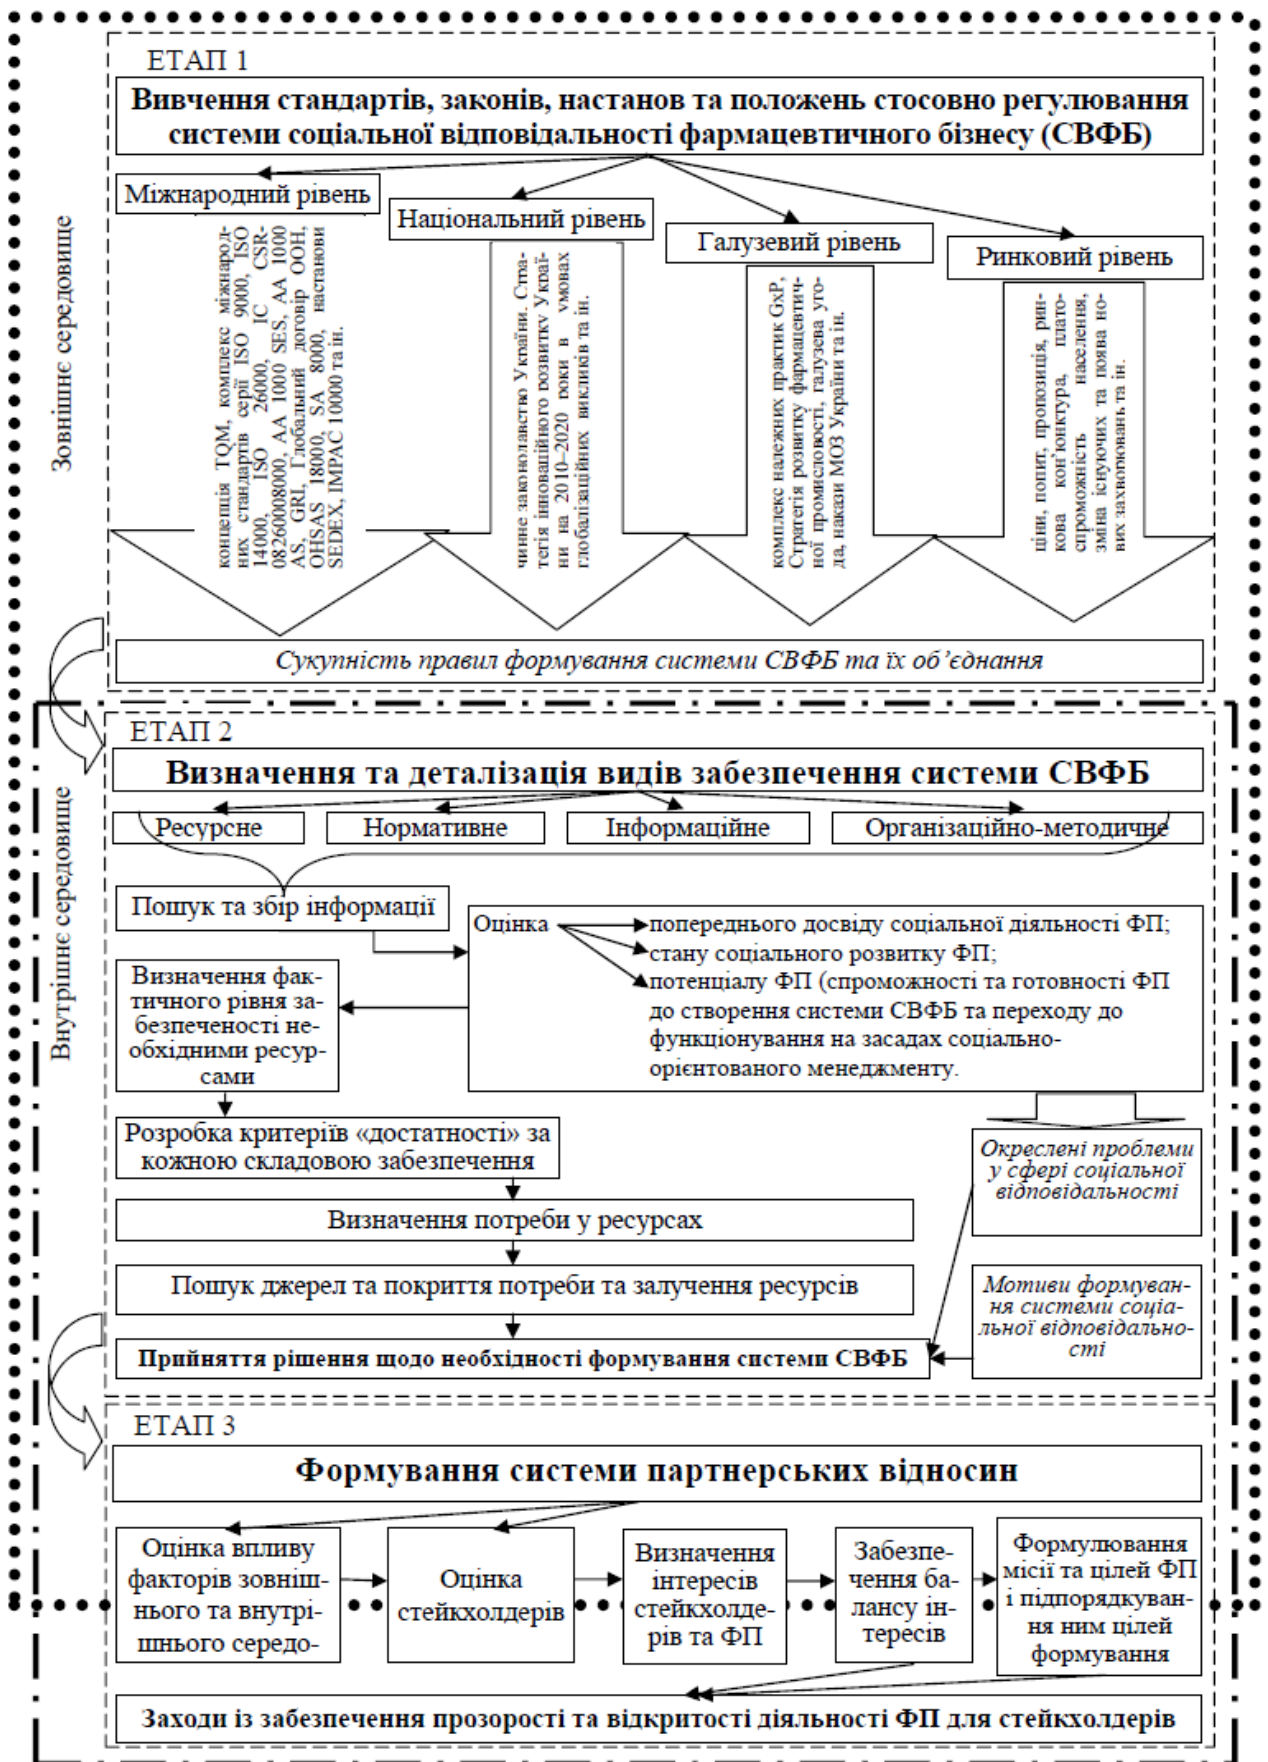 ЕТАП 1
Вивчення стандартів, законів, настанов та положень стосовно регулювання
системи соціальної відповідальності фармацевтичного бізнесу (СВФБ)
Міжнародний рівень
Національний рівень
Галузевий рівень
Ринковий рівень
Зовнішнє середовище
концепція TQM, комплекс міжнарод-
них стандартів серії ISO 9000, ISO
14000, ISO 26000, IC CSR-
08260008000, AA 1000 SES, AA 1000
AS, GRI, Глобальний договір ООН,
OHSAS 18000, SA 8000, настанови
SEDEX, IMPAC 10000 та ін.
чинне законодавство України. Стра-
тегія інноваційного розвитку Украї-
ни на 2010–2020 роки в умовах
глобалізаційних викликів та ін.
комплекс належних практик GxP,
Стратегія розвитку фармацевтич-
ної промисловості, галузева уго-
да, накази МОЗ України та ін.
ціни, попит, пропозиція, рин-
кова кон'юнктура, плато-
спроможність населення,
зміна існуючих та поява но-
вих захворювань та ін.
Сукупність правил формування системи СВФБ та їх об’єднання
ЕТАП 2
Визначення та деталізація видів забезпечення системи СВФБ
Внутрішнє середовище
Ресурсне
Нормативне
Інформаційне
Організаційно-методичне
Пошук та збір інформації
Оцінка
попереднього досвіду соціальної діяльності ФП;
стану соціального розвитку ФП;
потенціалу ФП (спроможності та готовності ФП
до створення системи СВФБ та переходу до
функціонування на засадах соціально-
орієнтованого менеджменту.
Визначення фак-
тичного рівня за-
безпеченості не-
обхідними ресур-
сами
Розробка критеріїв «достатності» за
кожною складовою забезпечення
Окреслені проблеми
у сфері соціальної
відповідальності
Визначення потреби у ресурсах
Пошук джерел та покриття потреби та залучення ресурсів
Мотиви формуван-
ня системи соціа-
льної відповідально-
сті
Прийняття рішення щодо необхідності формування системи СВФБ
ЕТАП 3
Формування системи партнерських відносин
Оцінка впливу
факторів зовніш-
нього та внутрі-
шнього середо-
Оцінка
стейкхолдерів
Визначення
інтересів
стейкхолде-
рів та ФП
Забезпе-
чення ба-
лансу ін-
тересів
Формулювання
місії та цілей ФП
і підпорядкуван-
ня ним цілей
формування
Заходи із забезпечення прозорості та відкритості діяльності ФП для стейкхолдерів